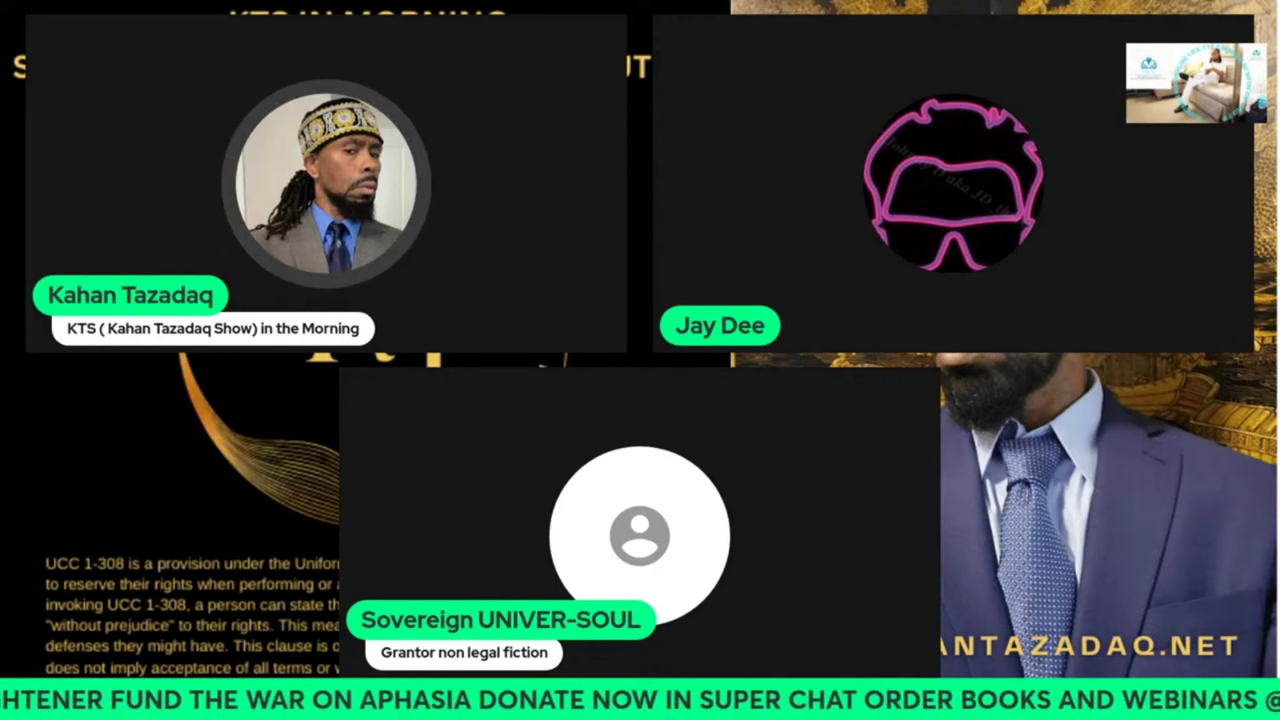 KTS IN MORNING
S
UT
Kahan Tazadaq
KTS ( Kahan Tazadaq Show) in the Morning
Jay Dee
UCC 1-308 is a provision under the Unifor
to reserve their rights when performing or
invoking UCC 1-308, a person can state th
"without prejudice" to their rights. This mea
defenses they might have. This clause is
does not imply acceptance of all terms or
Sovereign UNIVER-SOUL
Grantor non legal fiction
ANTAZADAQ.NET
GHTENER FUND THE WAR ON APHASIA DONATE NOW IN SUPER CHAT ORDER BOOKS AND WEBINARS @